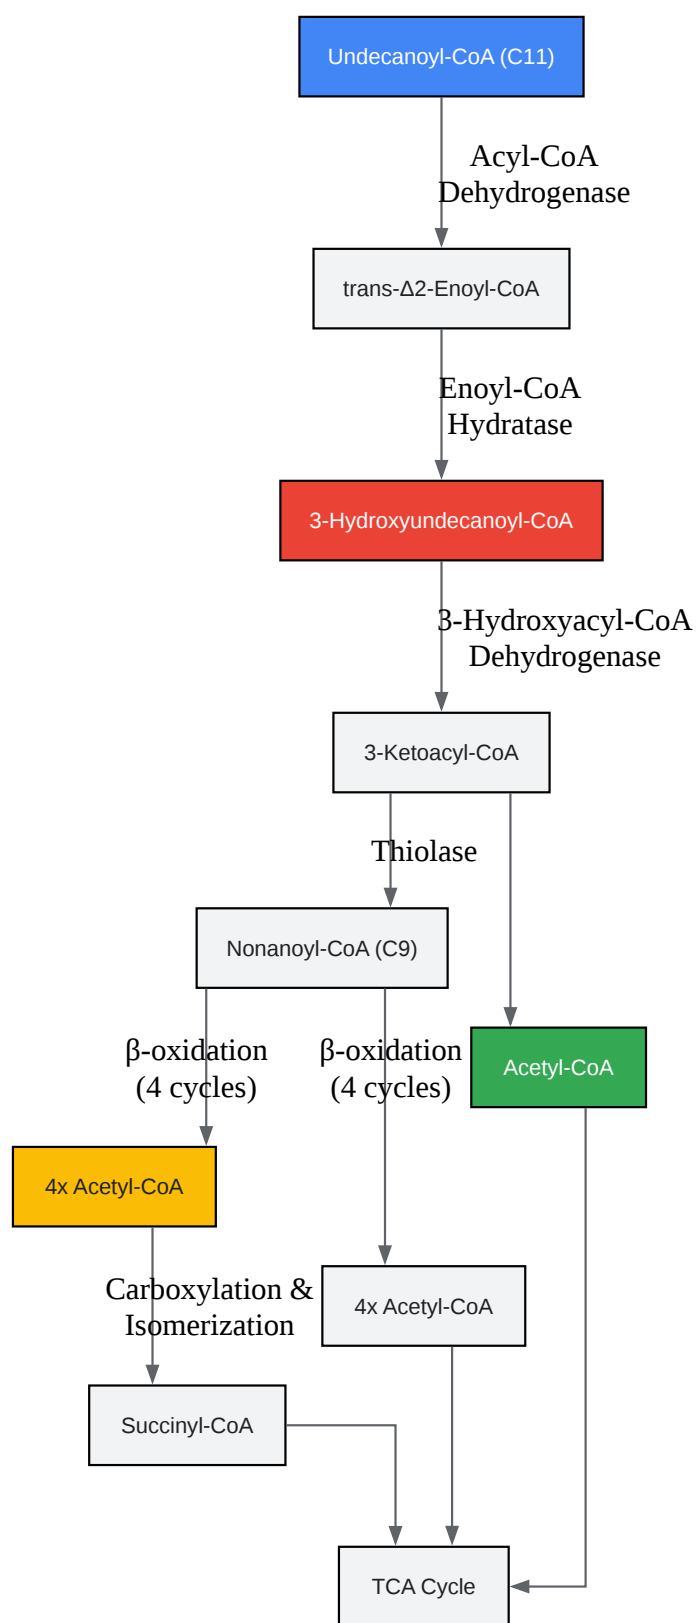 Undecanoyl-CoA (C11)
Acyl-CoA
Dehydrogenase
trans-Δ2-Enoyl-CoA
Enoyl-CoA
Hydratase
3-Hydroxyundecanoyl-CoA
3-Hydroxyacyl-CoA
Dehydrogenase
3-Ketoacyl-CoA
Thiolase
Nonanoyl-CoA (C9)
β-oxidation
(4 cycles)
β-oxidation
(4 cycles)
Acetyl-CoA
4x Acetyl-CoA
Carboxylation &
Isomerization
4x Acetyl-CoA
Succinyl-CoA
TCA Cycle